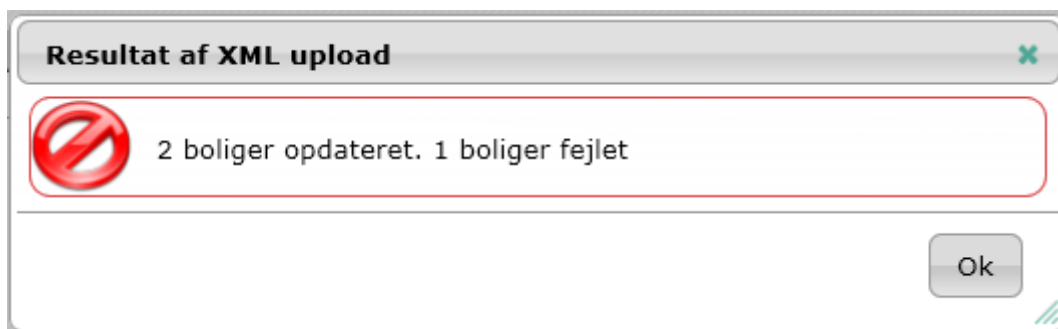 Resultat af XML upload
2 boliger opdateret. 1 boliger fejlet
Ok